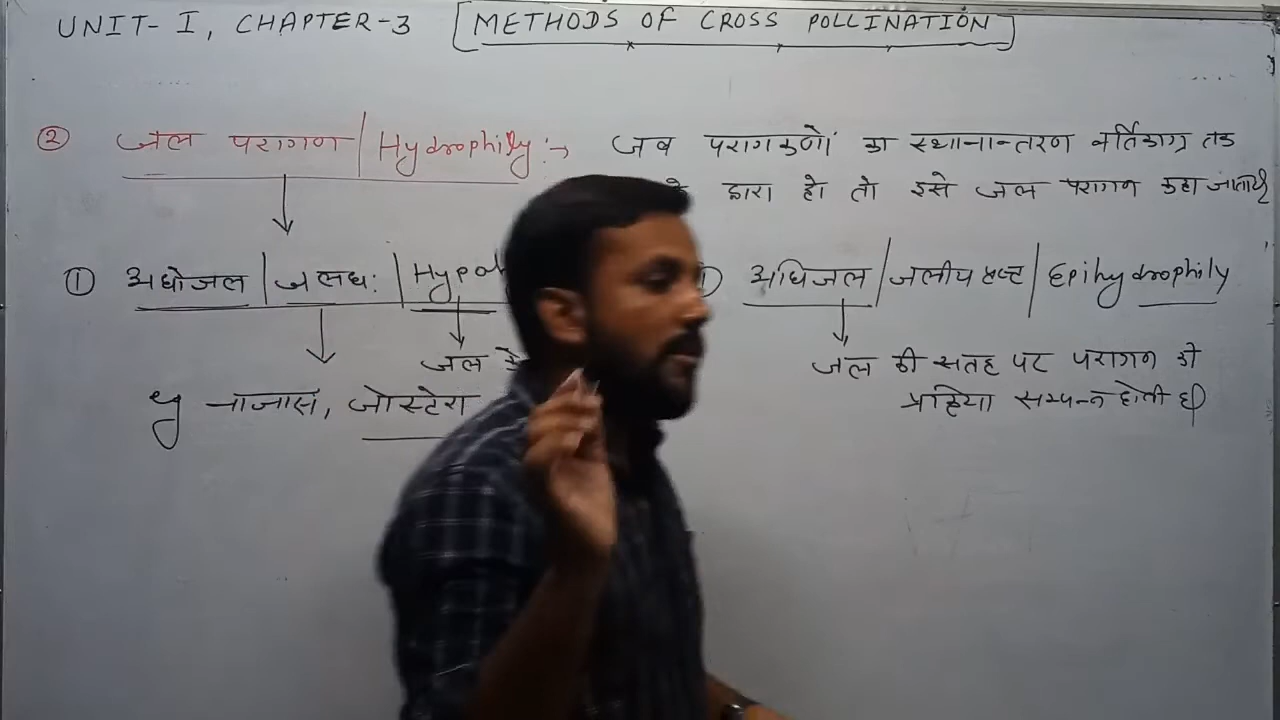 UNIT-I, CHAPTER-3 [METHODS OF CROSS POLLINATION]
② जल परागण / Hydrophily :→ जब परागकणों का स्थानान्तरण वर्तिकाग्र तक
द्वारा हो तो इसे जल परागण कहा जाता है
① अधोजल / जलधः / अधिजल / जलीय / Epihydrophily
जल जल की सतह पर परागण की
eg नाजास, जोस्टेरा प्रक्रिया सम्पन्न होती है